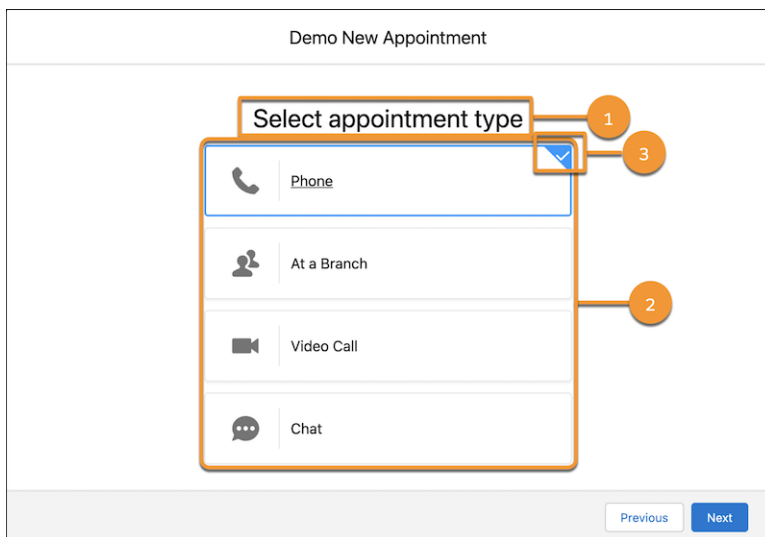 Demo New Appointment
Select appointment type
1
3
Phone
At a Branch
2
Video Call
Chat
Previous
Next